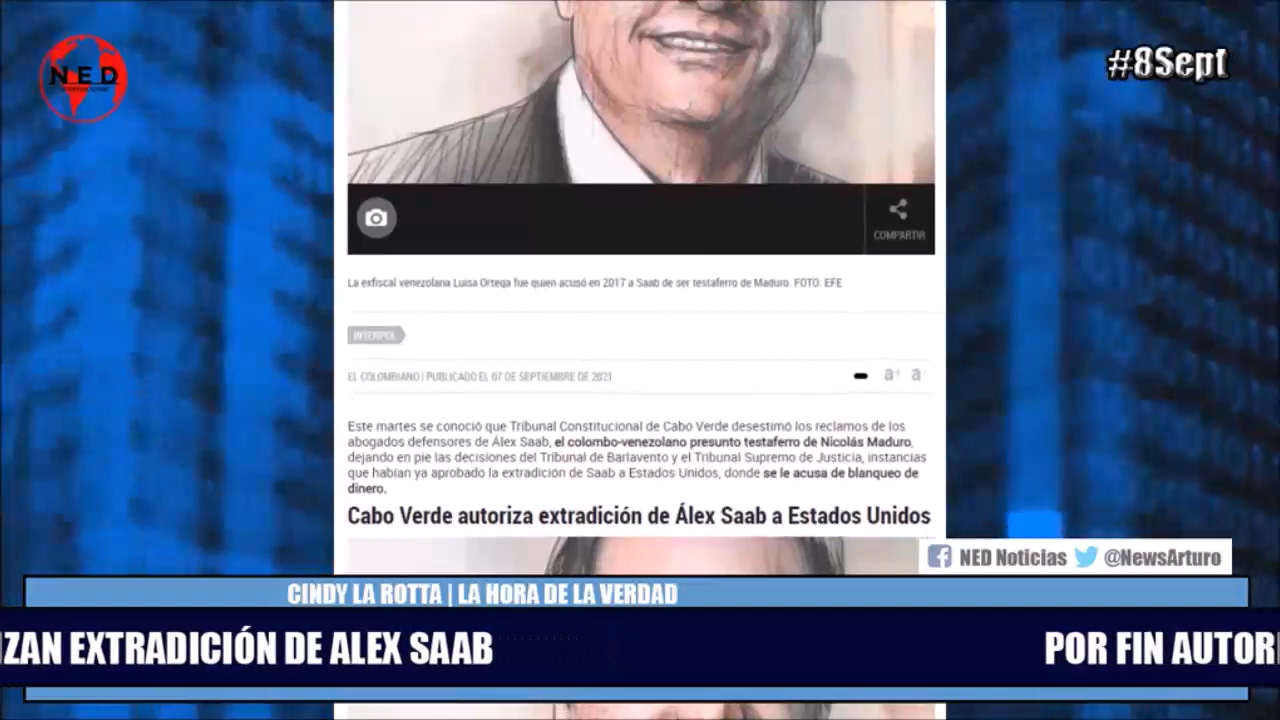 NED
#8Sept
COMPARTIR
La exfiscal venezolana Luisa Ortega fue quien acusó en 2017 a Saab de ser testaferro de Maduro. FOTO: EFE
INTERPOL
EL COLOMBIANO | PUBLICADO EL 07 DE SEPTIEMBRE DE 2021
a+ a-
Este martes se conoció que Tribunal Constitucional de Cabo Verde desestimó los reclamos de los
abogados defensores de Álex Saab, el colombo-venezolano presunto testaferro de Nicolás Maduro,
dejando en pie las decisiones del Tribunal de Barlavento y el Tribunal Supremo de Justicia, instancias
que habían ya aprobado la extradición de Saab a Estados Unidos, donde se le acusa de blanqueo de
dinero.
Cabo Verde autoriza extradición de Álex Saab a Estados Unidos
NED Noticias @NewsArturo
CINDY LA ROTTA | LA HORA DE LA VERDAD
IZAN EXTRADICIÓN DE ALEX SAAB POR FIN AUTORI